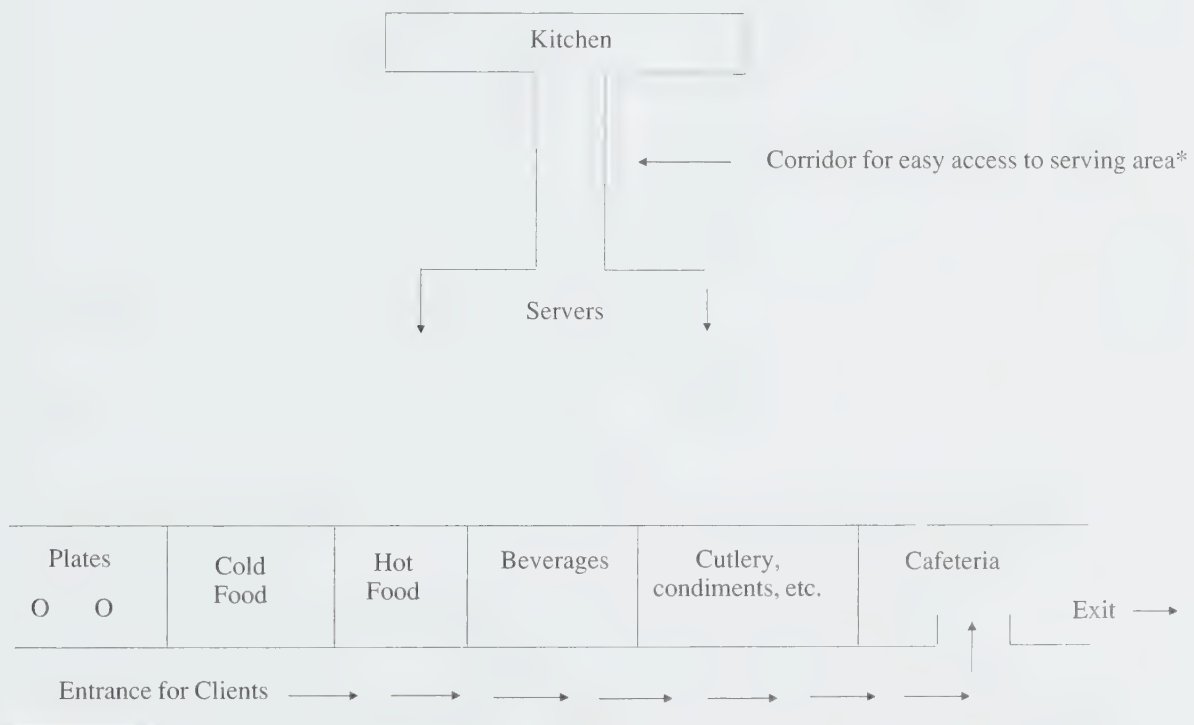 Kitchen
Corridor for easy access to serving area*
Servers
Plates
O O
Cold
Food
Hot
Food
Beverages
Cutlery,
condiments, etc.
Cafeteria
Exit
Entrance for Clients